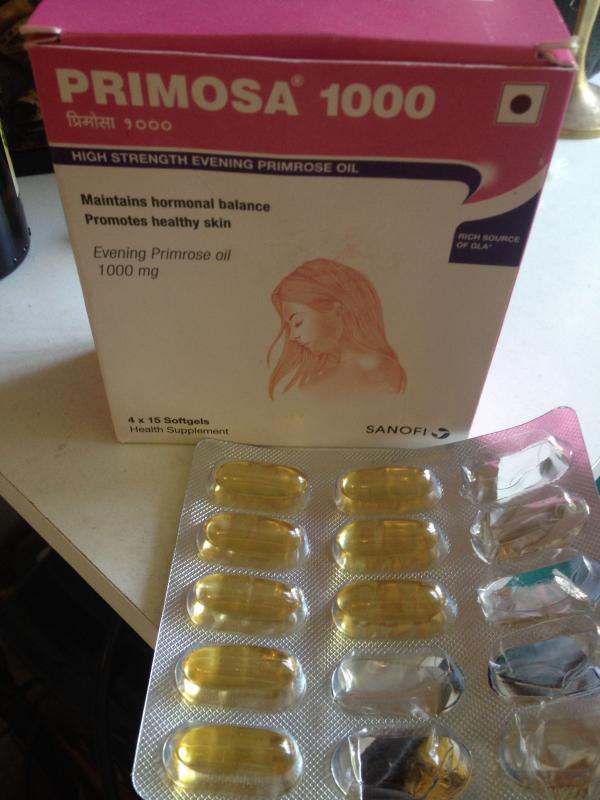 PRIMOSA® 1000
प्रिमोसा १०००
HIGH STRENGTH EVENING PRIMROSE OIL
Maintains hormonal balance
Promotes healthy skin
RICH SOURCE
OF GLA*
Evening Primrose oil
1000 mg
4 x 15 Softgels
Health Supplement
SANOFI